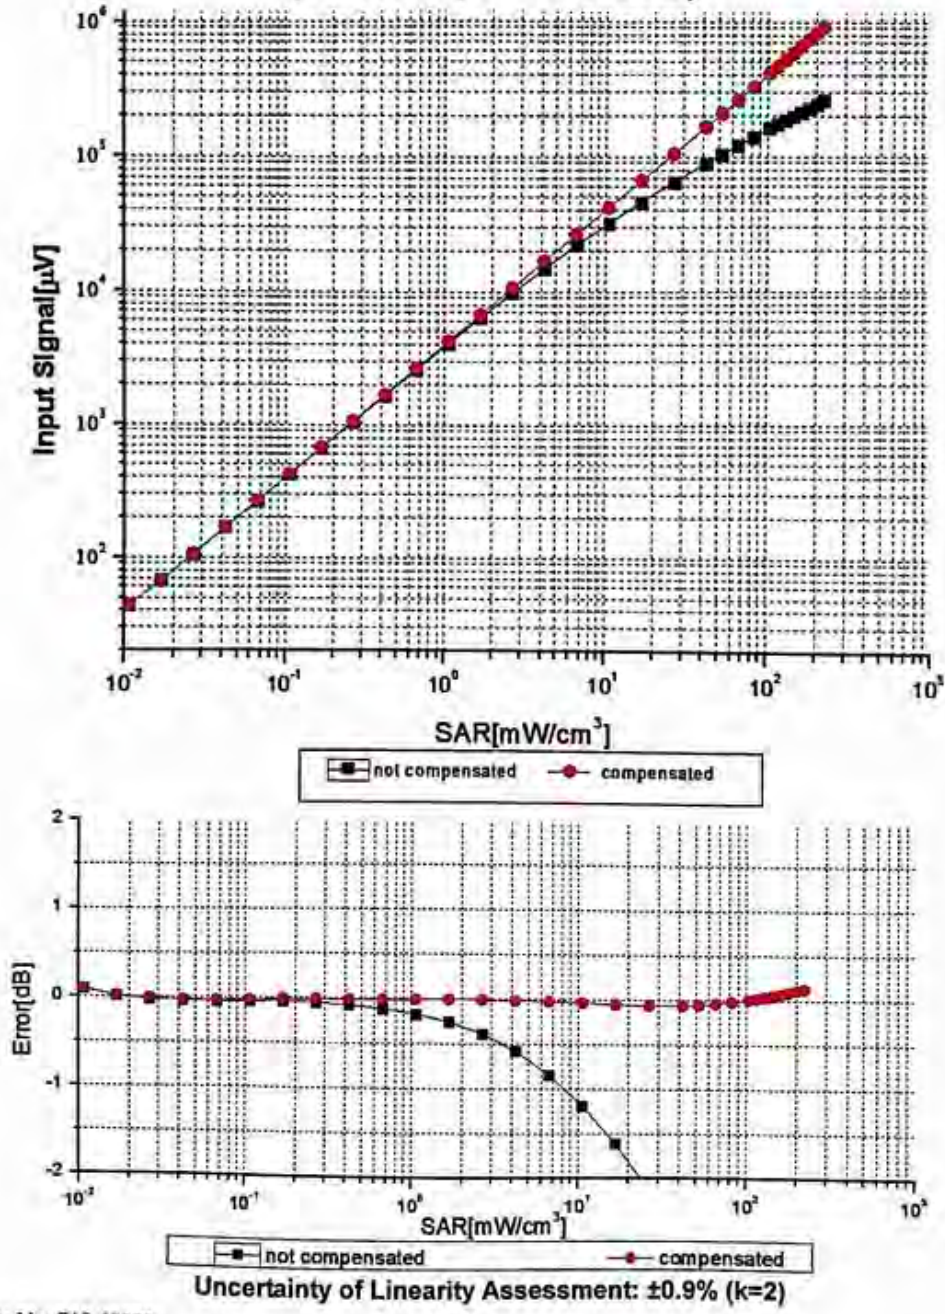 10⁶
10⁵
10⁴
10³
10²
Input Signal[µV]
10⁻² 10⁻¹ 10⁰ 10¹ 10² 10³
SAR[mW/cm³]
not compensated compensated
2
1
0
-1
-2
Error[dB]
10⁻² 10⁻¹ 10⁰ 10¹ 10² 10³
SAR[mW/cm³]
not compensated compensated
Uncertainty of Linearity Assessment: ±0.9% (k=2)